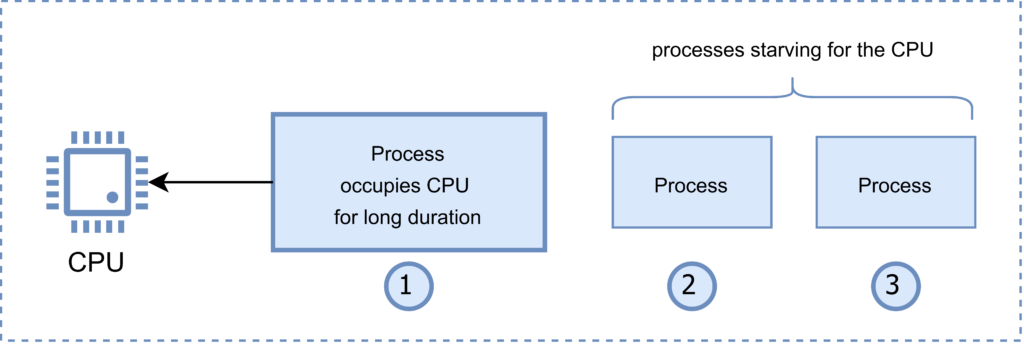 processes starving for the CPU
Process
occupies CPU
for long duration
Process
Process
CPU
1
2
3